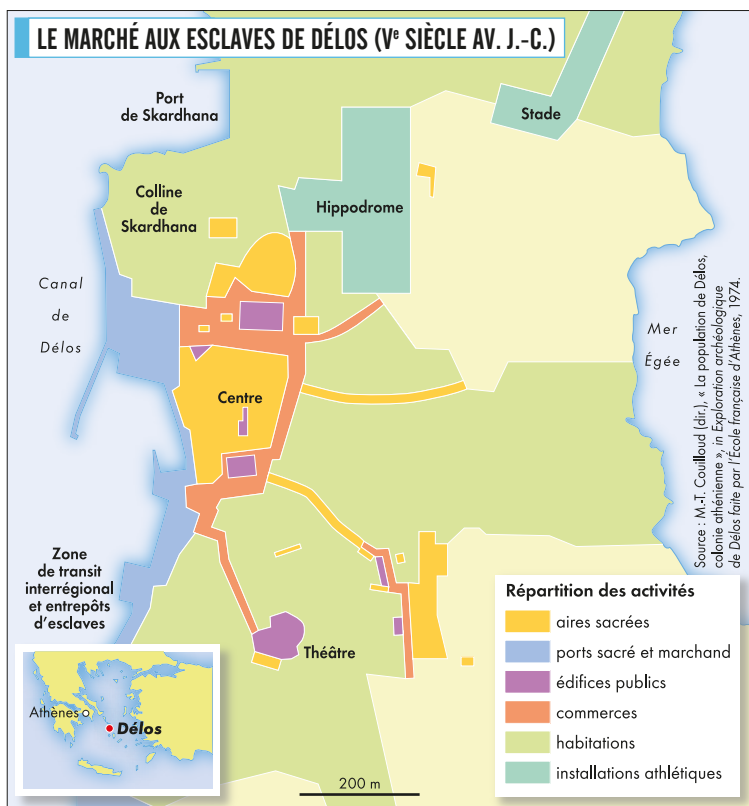 LE MARCHÉ AUX ESCLAVES DE DÉLOS (Vᵉ SIÈCLE AV. J.-C.)
Port
de Skardhana
Stade
Colline
de
Skardhana
Hippodrome
Canal
de
Délos
Mer
Égée
Centre
Source : M.-T. Couilloud (dir.), « La population de Délos,
colonie athénienne », in Exploration archéologique
de Délos faite par l'École française d'Athènes, 1974.
Zone
de transit
interrégional
et entrepôts
d'esclaves
Théâtre
Répartition des activités
aires sacrées
ports sacré et marchand
édifices publics
commerces
habitations
installations athlétiques
Athènes
Délos
200 m